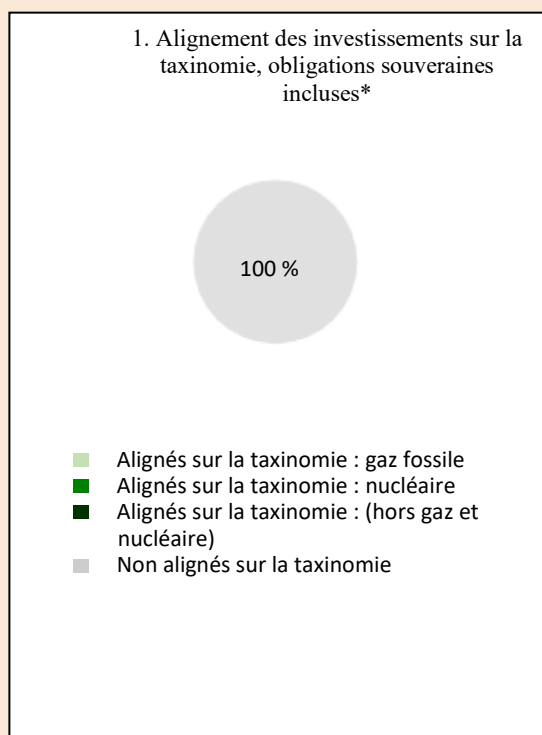 1. Alignement des investissements sur la
taxinomie, obligations souveraines
incluses*
100 %
Alignés sur la taxinomie : gaz fossile
Alignés sur la taxinomie : nucléaire
Alignés sur la taxinomie : (hors gaz et
nucléaire)
Non alignés sur la taxinomie